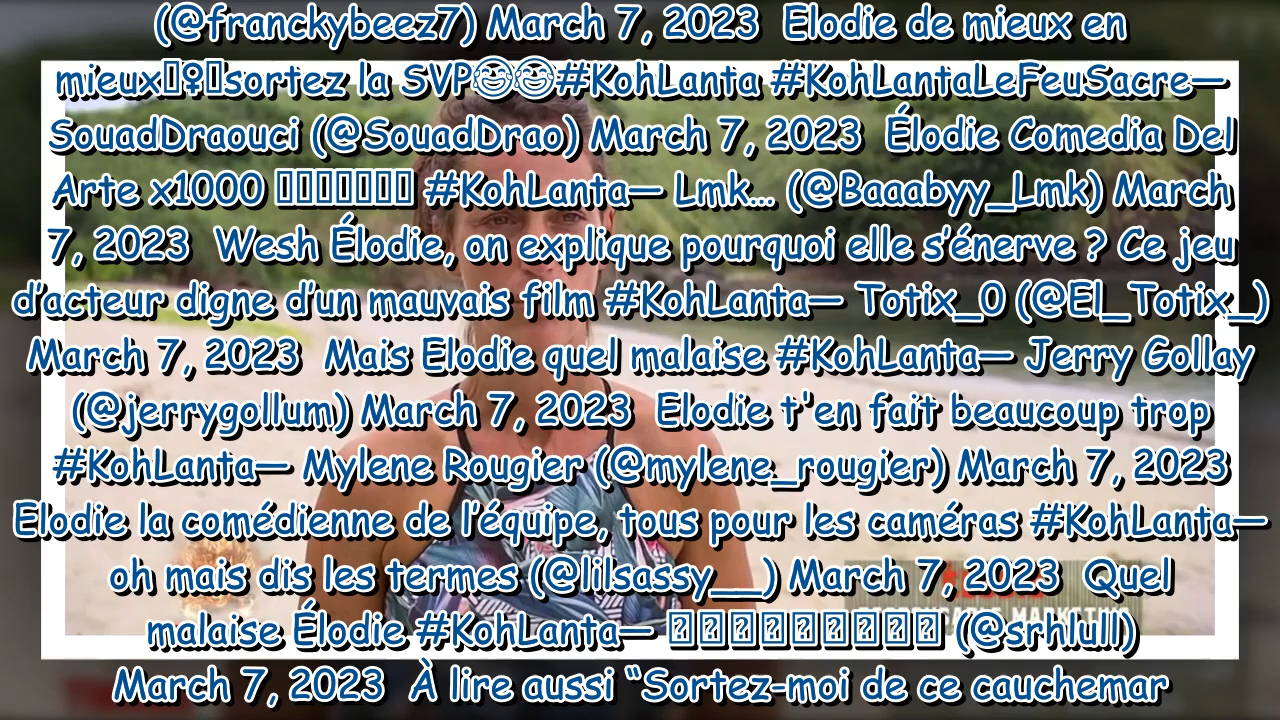 (@franckybeez7) March 7, 2023 Elodie de mieux en
mieux▯♀▯sortez la SVP😂😂#KohLanta #KohLantaLeFeuSacre—
SouadDraouci (@SouadDrao) March 7, 2023 Élodie Comedia Del
Arte x1000 ▯▯▯▯▯▯▯ #KohLanta— Lmk... (@Baaabyy_Lmk) March
7, 2023 Wesh Élodie, on explique pourquoi elle s’énerve ? Ce jeu
d’acteur digne d’un mauvais film #KohLanta— Totix_0 (@El_Totix_)
March 7, 2023 Mais Elodie quel malaise #KohLanta— Jerry Gollay
(@jerrygollum) March 7, 2023 Elodie t'en fait beaucoup trop
#KohLanta— Mylene Rougier (@mylene_rougier) March 7, 2023
Elodie la comédienne de l’équipe, tous pour les caméras #KohLanta—
oh mais dis les termes (@lilsassy__) March 7, 2023 Quel
malaise Élodie #KohLanta— ▯▯▯▯▯▯▯▯▯▯ (@srhlull)
March 7, 2023 À lire aussi “Sortez-moi de ce cauchemar